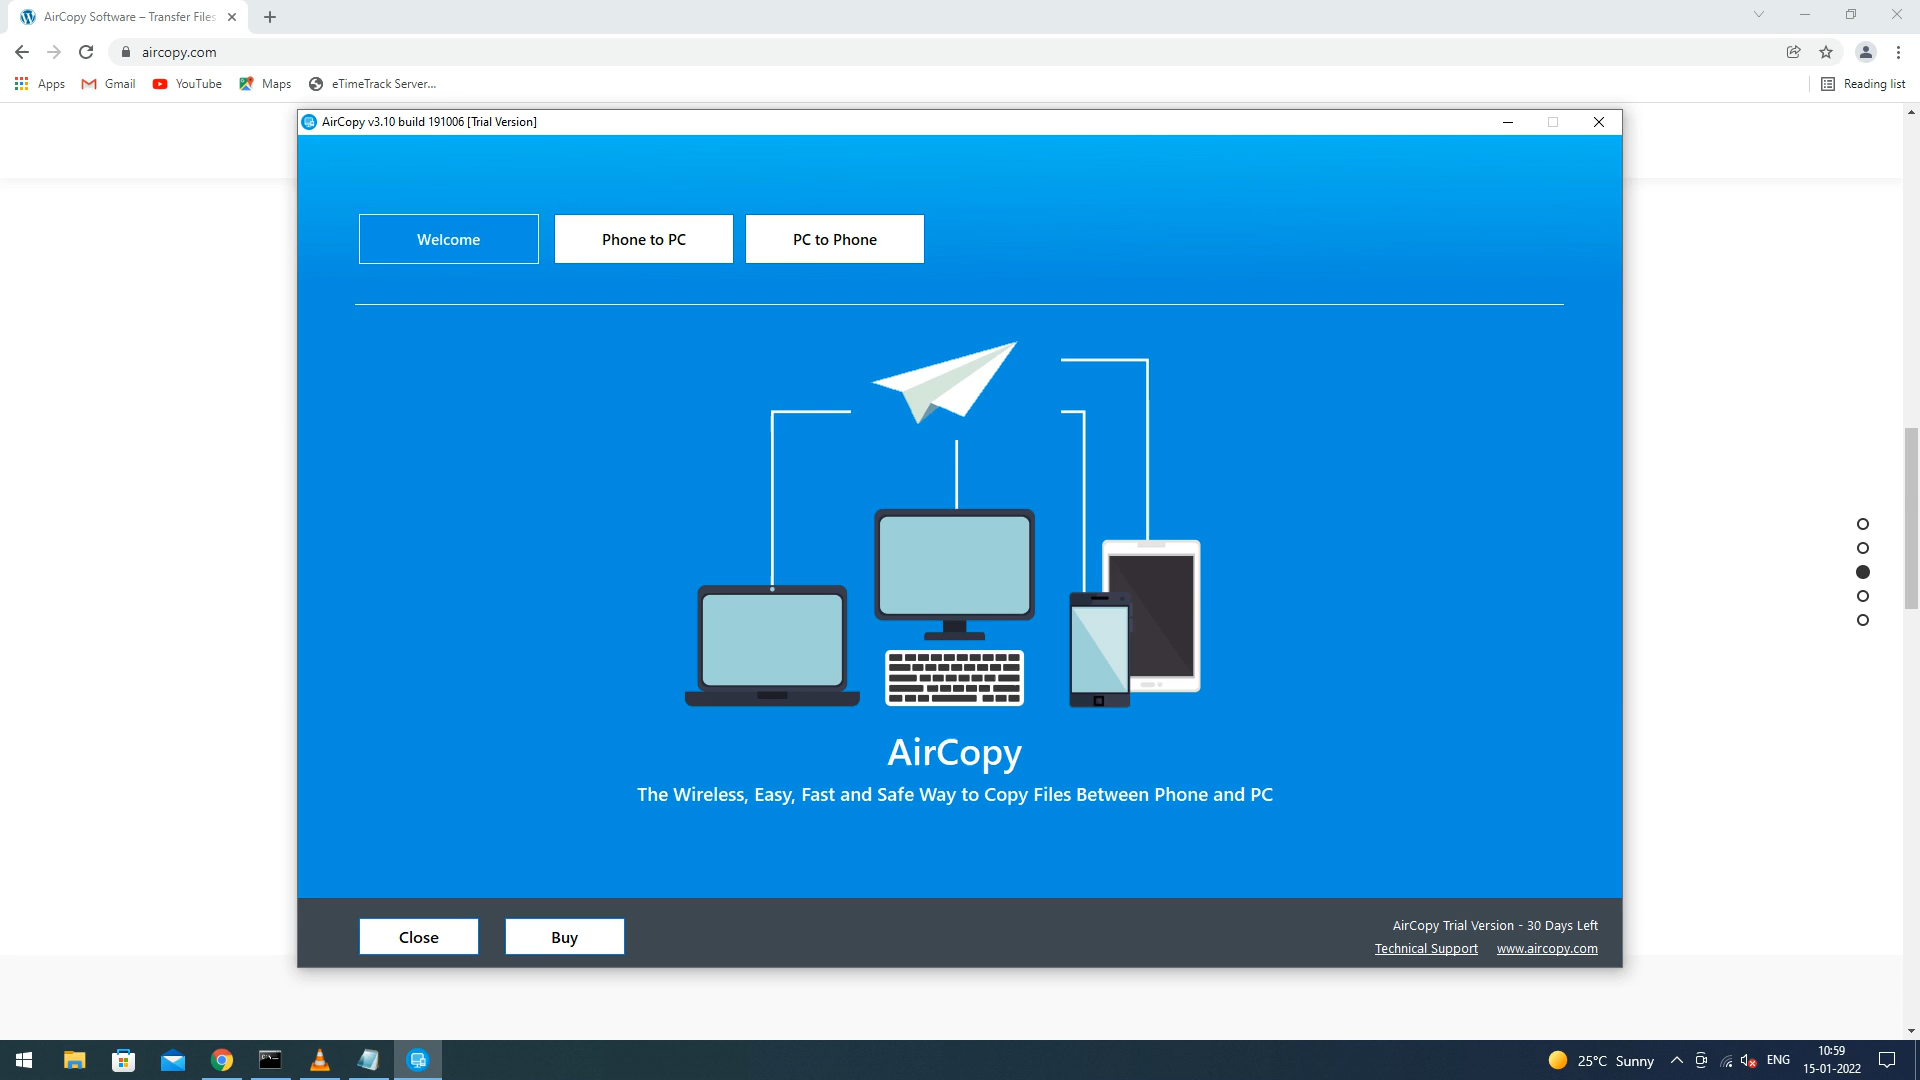 AirCopy Software – Transfer Files
aircopy.com
Apps
Gmail
YouTube
Maps
eTimeTrack Server...
Reading list
AirCopy v3.10 build 191006 [Trial Version]
Welcome
Phone to PC
PC to Phone
AirCopy
The Wireless, Easy, Fast and Safe Way to Copy Files Between Phone and PC
Close
Buy
AirCopy Trial Version - 30 Days Left
Technical Support www.aircopy.com
25°C Sunny
ENG
10:59
15-01-2022